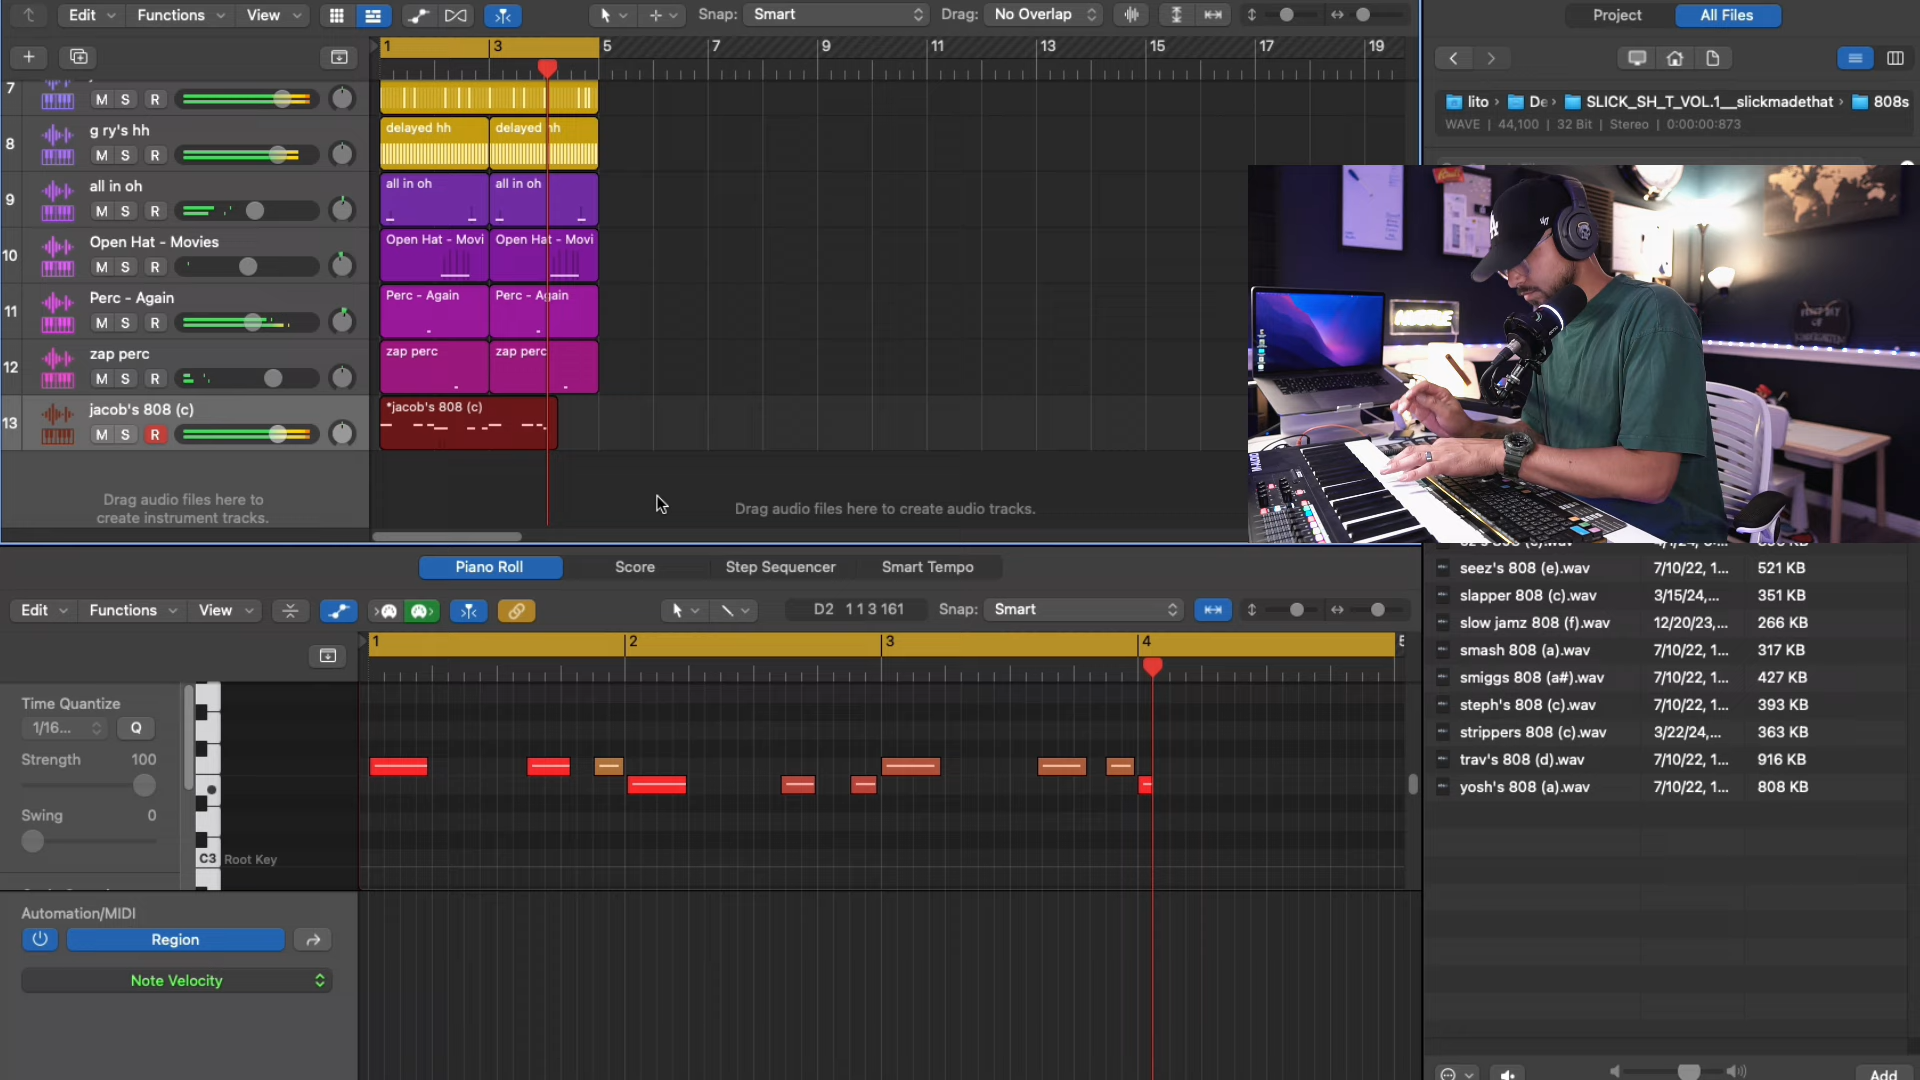 Edit Functions View Snap: Smart Drag: No Overlap
Project All Files
1 3 5 7 9 11 13 15 17 19
lito De SLICK_SH_T_VOL.1__slickmadethat 808s
WAVE | 44,100 | 32 Bit | Stereo | 0:00:00:873
7 M S R
8 g ry's hh M S R
delayed hh delayed hh
9 all in oh M S R
all in oh all in oh
10 Open Hat - Movies M S R
Open Hat - Movi Open Hat - Movi
11 Perc - Again M S R
Perc - Again Perc - Again
12 zap perc M S R
zap perc zap perc
13 jacob's 808 (c) M S R
*jacob's 808 (c)
Drag audio files here to
create instrument tracks.
Drag audio files here to create audio tracks.
Piano Roll Score Step Sequencer Smart Tempo
Edit Functions View D2 1 1 3 161 Snap: Smart
1 2 3 4 5
Time Quantize
1/16... Q
Strength 100
Swing 0
C3 Root Key
Automation/MIDI
Region
Note Velocity
seez's 808 (e).wav 7/10/22, 1... 521 KB
slapper 808 (c).wav 3/15/24,... 351 KB
slow jamz 808 (f).wav 12/20/23,... 266 KB
smash 808 (a).wav 7/10/22, 1... 317 KB
smiggs 808 (a#).wav 7/10/22, 1... 427 KB
steph's 808 (c).wav 7/10/22, 1... 393 KB
strippers 808 (c).wav 3/22/24,... 363 KB
trav's 808 (d).wav 7/10/22, 1... 916 KB
yosh's 808 (a).wav 7/10/22, 1... 808 KB
Add